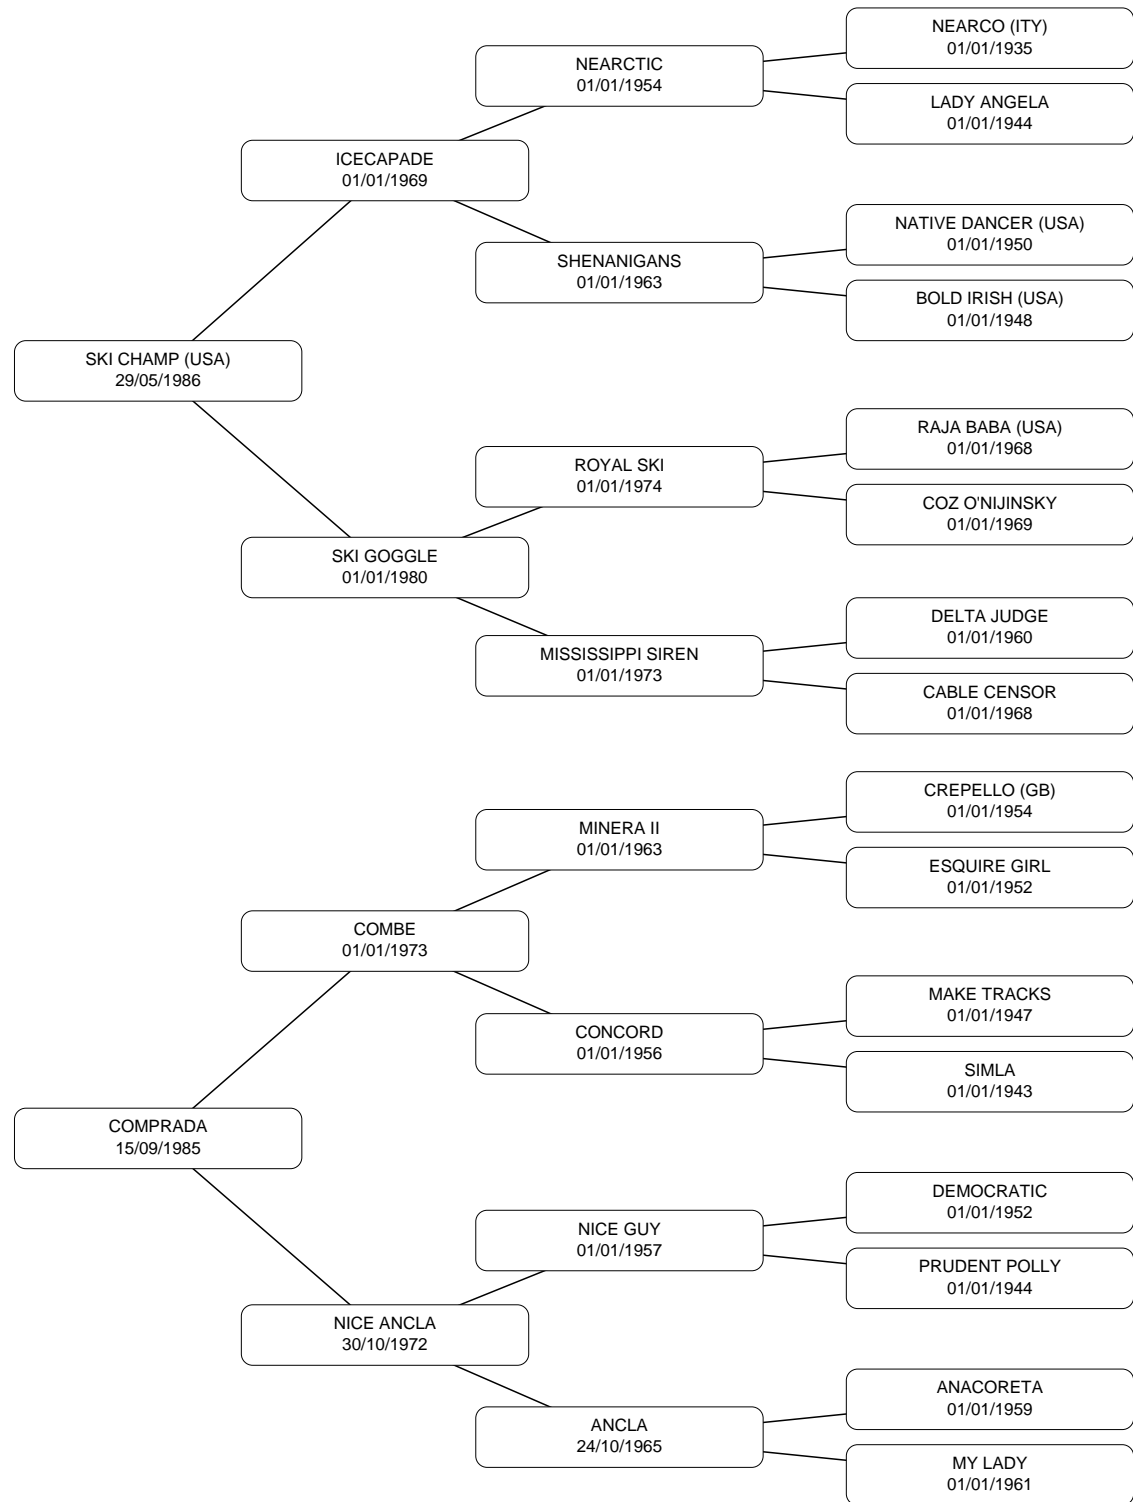 NEARCO (ITY)
01/01/1935
NEARCTIC
01/01/1954
LADY ANGELA
01/01/1944
ICECAPADE
01/01/1969
NATIVE DANCER (USA)
01/01/1950
SHENANIGANS
01/01/1963
BOLD IRISH (USA)
01/01/1948
SKI CHAMP (USA)
29/05/1986
RAJA BABA (USA)
01/01/1968
ROYAL SKI
01/01/1974
COZ O'NIJINSKY
01/01/1969
SKI GOGGLE
01/01/1980
DELTA JUDGE
01/01/1960
MISSISSIPPI SIREN
01/01/1973
CABLE CENSOR
01/01/1968
CREPELLO (GB)
01/01/1954
MINERA II
01/01/1963
ESQUIRE GIRL
01/01/1952
COMBE
01/01/1973
MAKE TRACKS
01/01/1947
CONCORD
01/01/1956
SIMLA
01/01/1943
COMPRADA
15/09/1985
DEMOCRATIC
01/01/1952
NICE GUY
01/01/1957
PRUDENT POLLY
01/01/1944
NICE ANCLA
30/10/1972
ANACORETA
01/01/1959
ANCLA
24/10/1965
MY LADY
01/01/1961